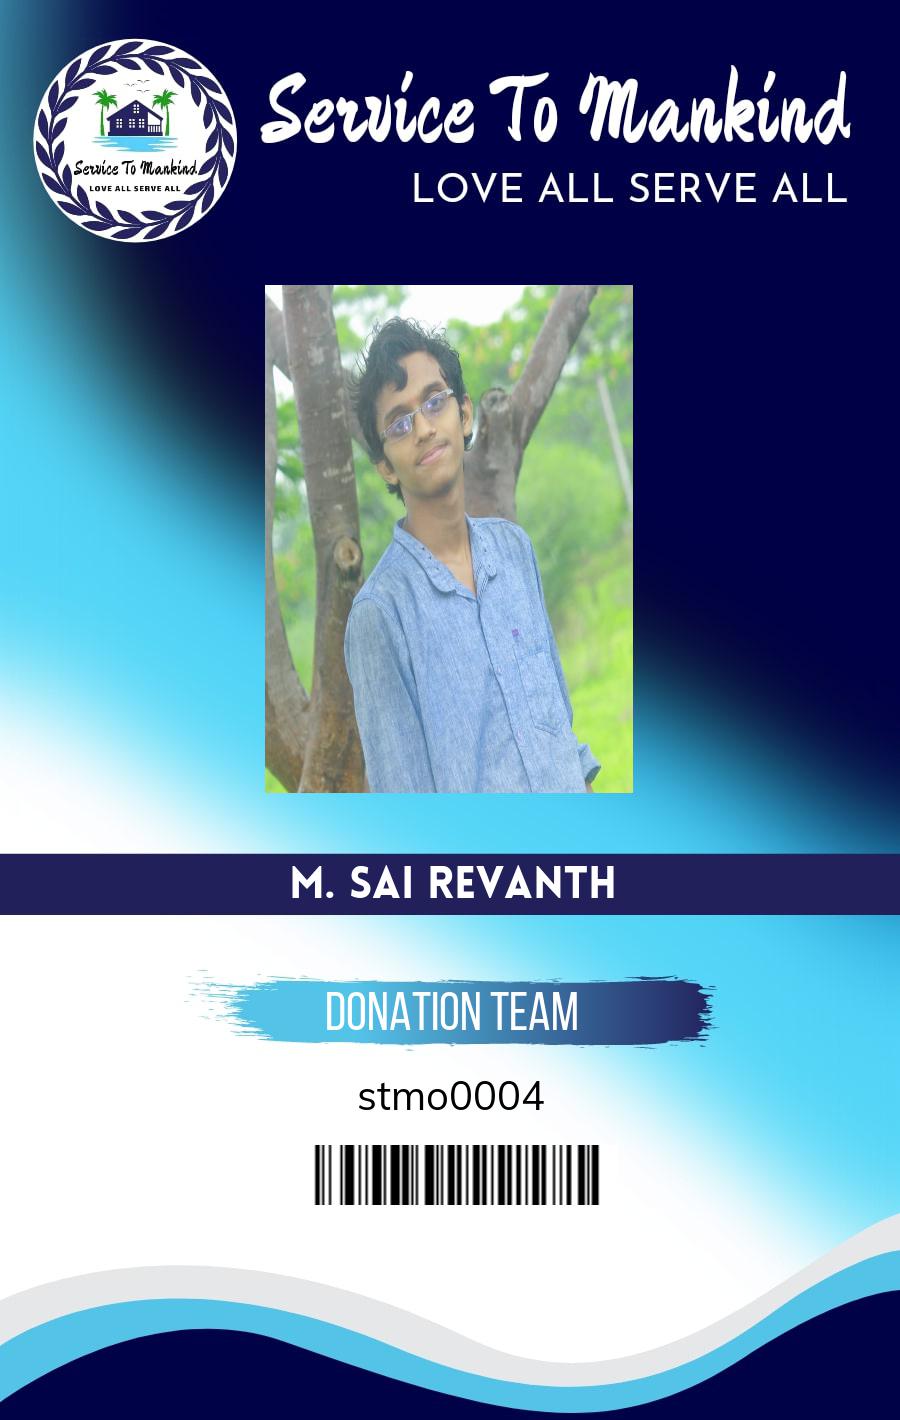 Service To Mankind
LOVE ALL SERVE ALL
Service To Mankind
LOVE ALL SERVE ALL
M. SAI REVANTH
DONATION TEAM
stmo0004